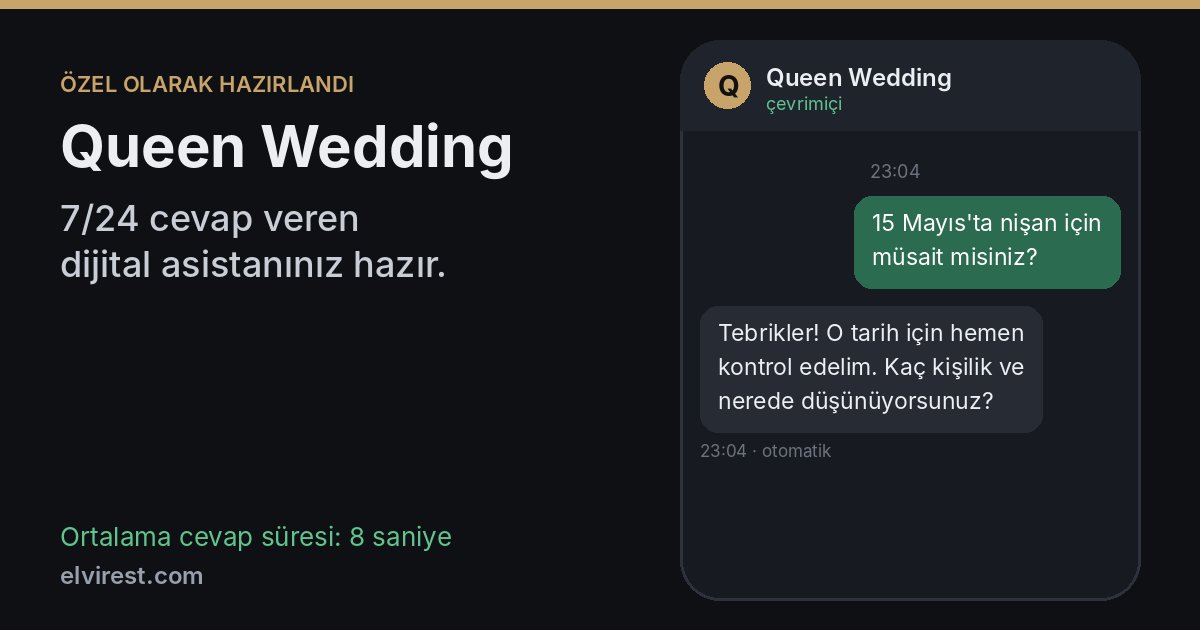 ÖZEL OLARAK HAZIRLANDI
Queen Wedding
7/24 cevap veren
dijital asistanınız hazır.
Ortalama cevap süresi: 8 saniye
elvirest.com
Q
Queen Wedding
çevrimiçi
23:04
15 Mayıs'ta nişan için
müsait misiniz?
Tebrikler! O tarih için hemen
kontrol edelim. Kaç kişilik ve
nerede düşünüyorsunuz?
23:04 · otomatik